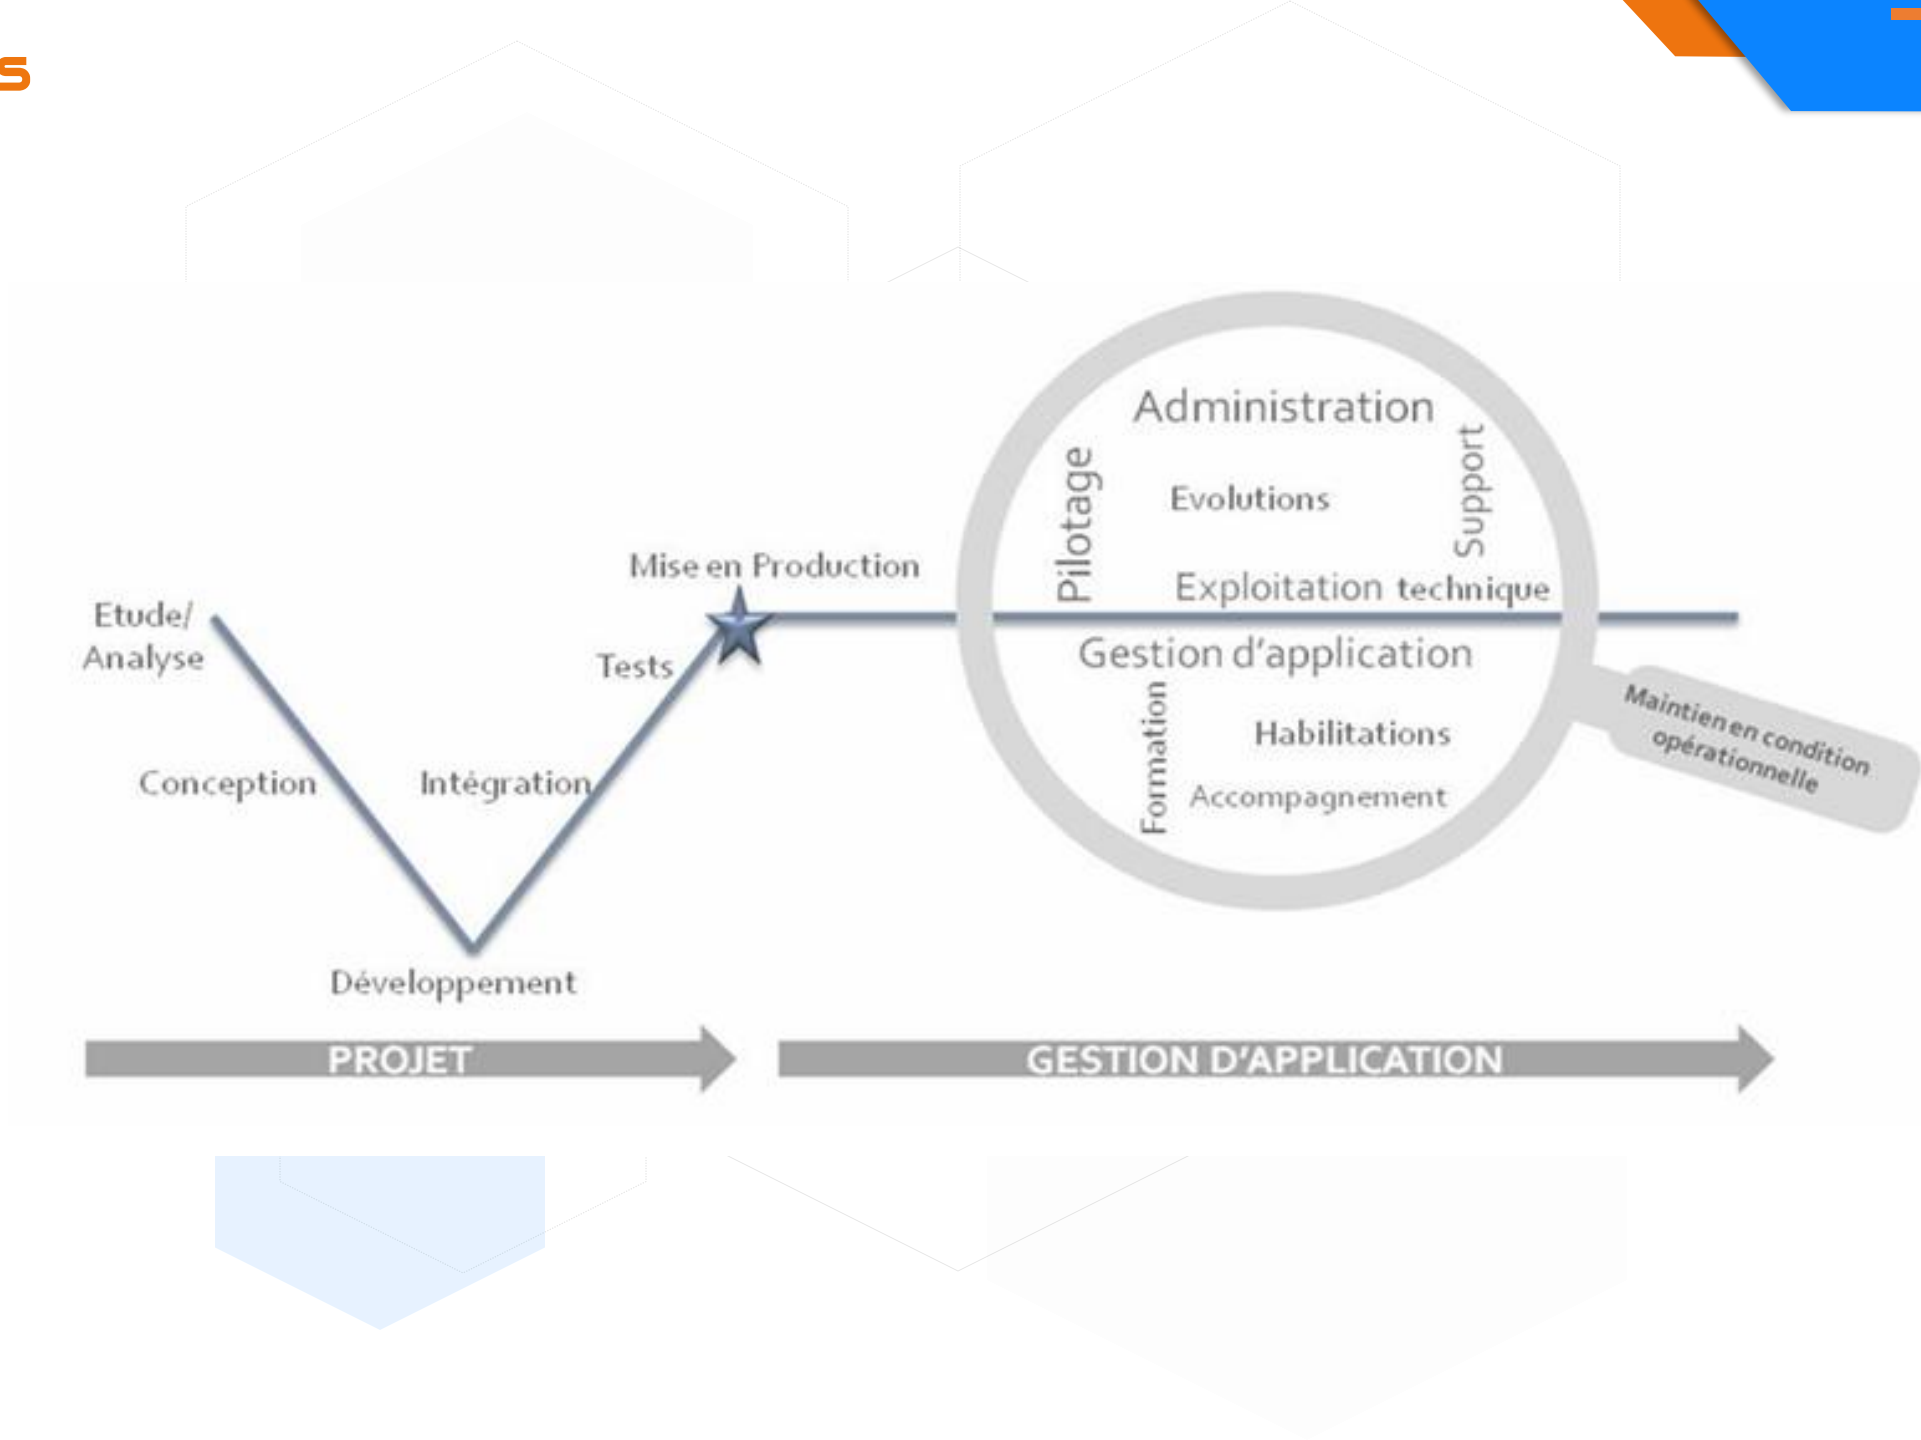 s
Administration
Support
Pilotage
Evolutions
Mise en Production
Exploitation technique
Etude/
Analyse
Tests
Gestion d'application
Formation
Habilitations
Maintien en condition
opérationnelle
Conception
Intégration
Accompagnement
Développement
PROJET
GESTION D'APPLICATION